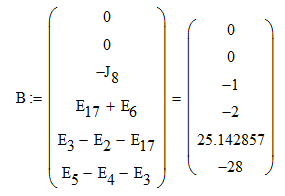 0 0
0 0
−J8 −1
B := E17 + E6 = −2
E3 − E2 − E17 25.142857
E5 − E4 − E3 −28